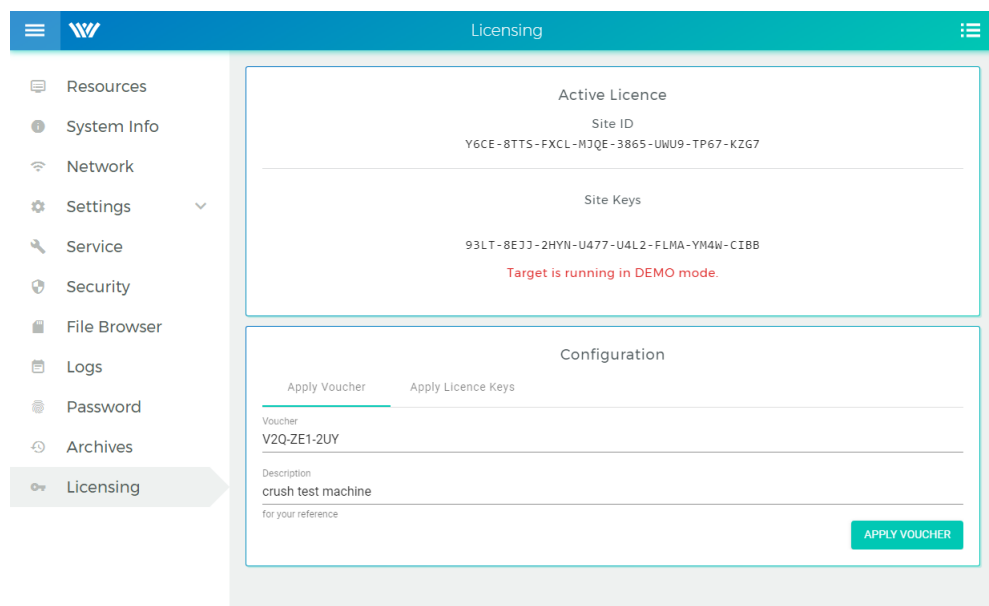 Licensing
Resources
System Info
Network
Settings
Service
Security
File Browser
Logs
Password
Archives
Licensing
Active Licence
Site ID
Y6CE-8TTS-FXCL-MJQE-3865-UWU9-TP67-KZG7
Site Keys
93LT-8EJJ-2HYN-U477-U4L2-FLMA-YM4W-CIBB
Target is running in DEMO mode.
Configuration
Apply Voucher Apply Licence Keys
Voucher
V2Q-ZE1-2UY
Description
crush test machine
for your reference
APPLY VOUCHER